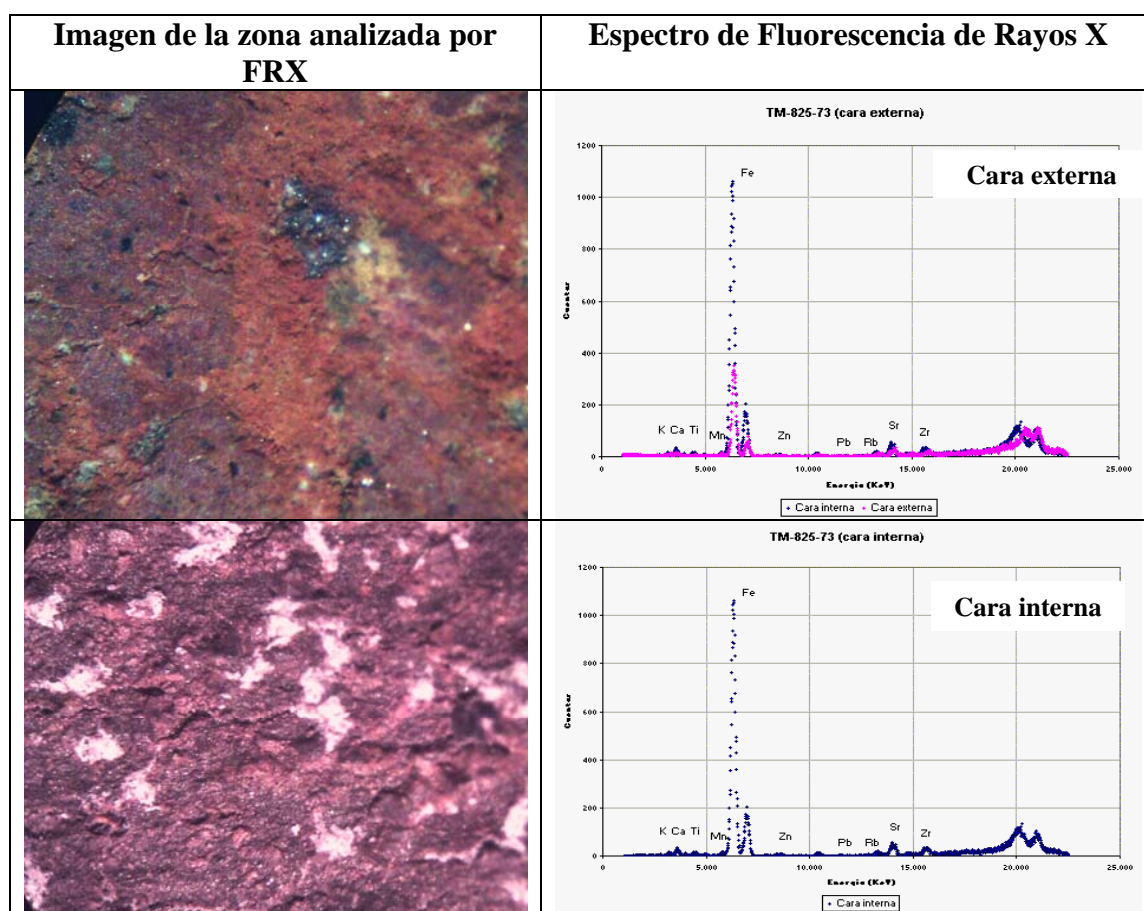 Imagen de la zona analizada por
FRX
Espectro de Fluorescencia de Rayos X
TM-825-73 (cara externa)
Cara externa
1200
1000
800
600
400
200
0
Cuentas
Fe
K Ca Ti
Mn
Zn
Pb
Rb
Sr
Zr
0
5,000
10,000
15,000
20,000
25,000
Energia (KeV)
Cara interna Cara externa
TM-825-73 (cara interna)
Cara interna
1200
1000
800
600
400
200
0
Cuentas
Fe
K Ca Ti
Mn
Zn
Pb
Rb
Sr
Zr
0
5,000
10,000
15,000
20,000
25,000
Energia (KeV)
Cara interna